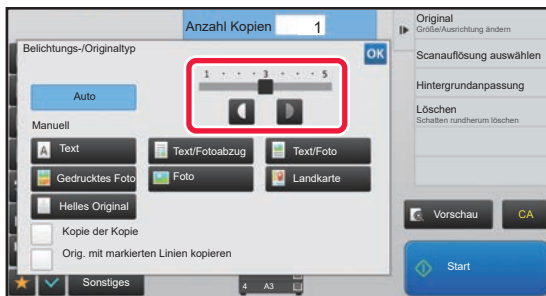 Anzahl Kopien 1
Belichtungs-/Originaltyp
OK
1 · · · 3 · · · 5
Auto
Manuell
Text
Text/Fotoabzug
Text/Foto
Gedrucktes Foto
Foto
Landkarte
Helles Original
Kopie der Kopie
Orig. mit markierten Linien kopieren
Sonstiges
4 A3
Original
Größe/Ausrichtung ändern
Scanauflösung auswählen
Hintergrundanpassung
Löschen
Schatten rundherum löschen
Vorschau
CA
Start